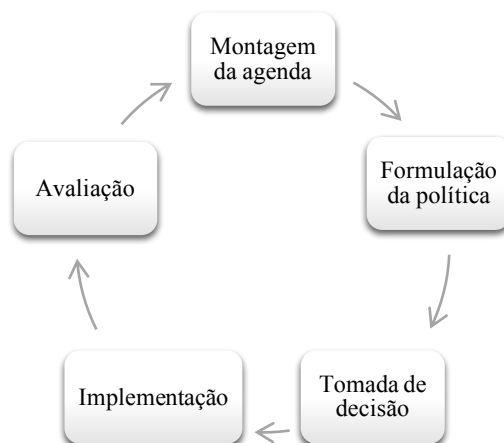 Montagem
da agenda
Formulação
da política
Tomada de
decisão
Implementação
Avaliação